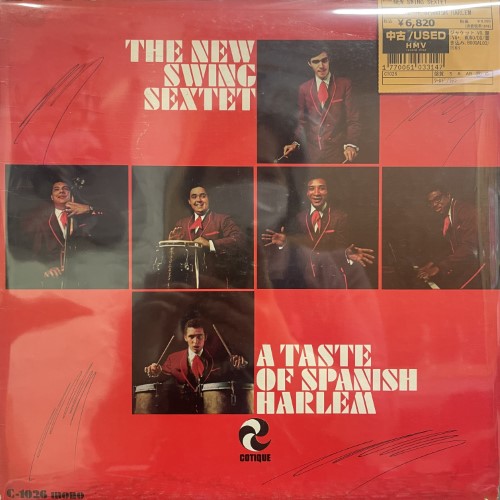 THE NEW
SWING
SEXTET
¥6,820
中古/USED
HMV
A TASTE
OF SPANISH
HARLEM
COTIQUE
C-1026 mono